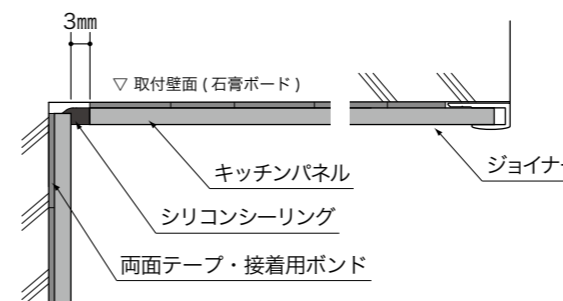 3㎜
▽ 取付壁面 ( 石膏ボード )
ジョイナー
キッチンパネル
シリコンシーリング
両面テープ・接着用ボンド